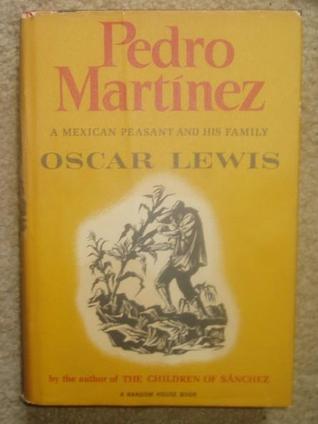 Pedro
Martínez
A MEXICAN PEASANT AND HIS FAMILY
OSCAR LEWIS
by the author of THE CHILDREN OF SÁNCHEZ
A RANDOM HOUSE BOOK